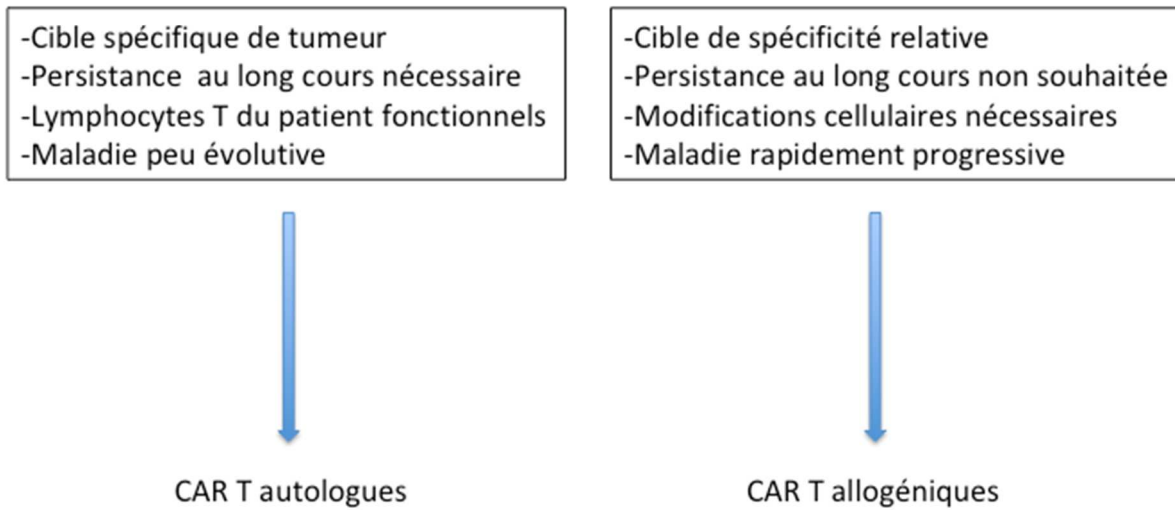 -Cible spécifique de tumeur
-Persistance au long cours nécessaire
-Lymphocytes T du patient fonctionnels
-Maladie peu évolutive
-Cible de spécificité relative
-Persistance au long cours non souhaitée
-Modifications cellulaires nécessaires
-Maladie rapidement progressive
CAR T autologues
CAR T allogéniques